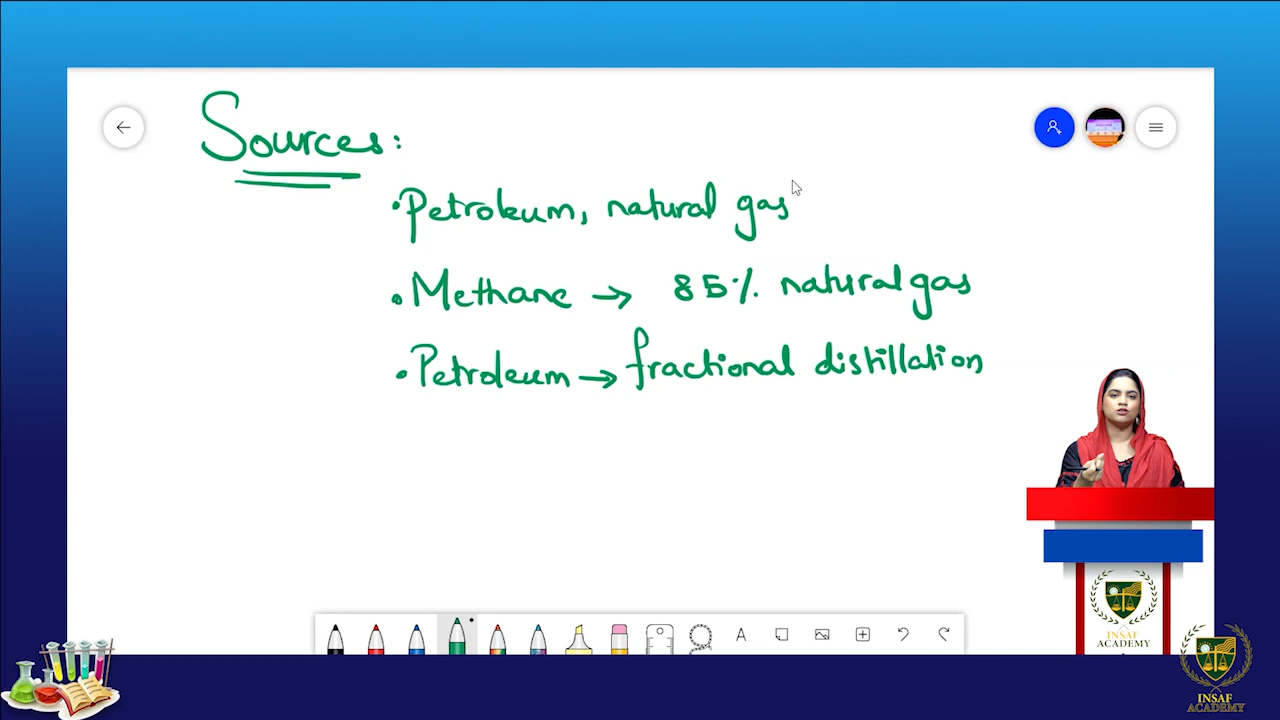 Sources:
• Petroleum, natural gas
• Methane → 85% natural gas
• Petroleum → fractional distillation
A
INSAF
ACADEMY
INSAF
ACADEMY